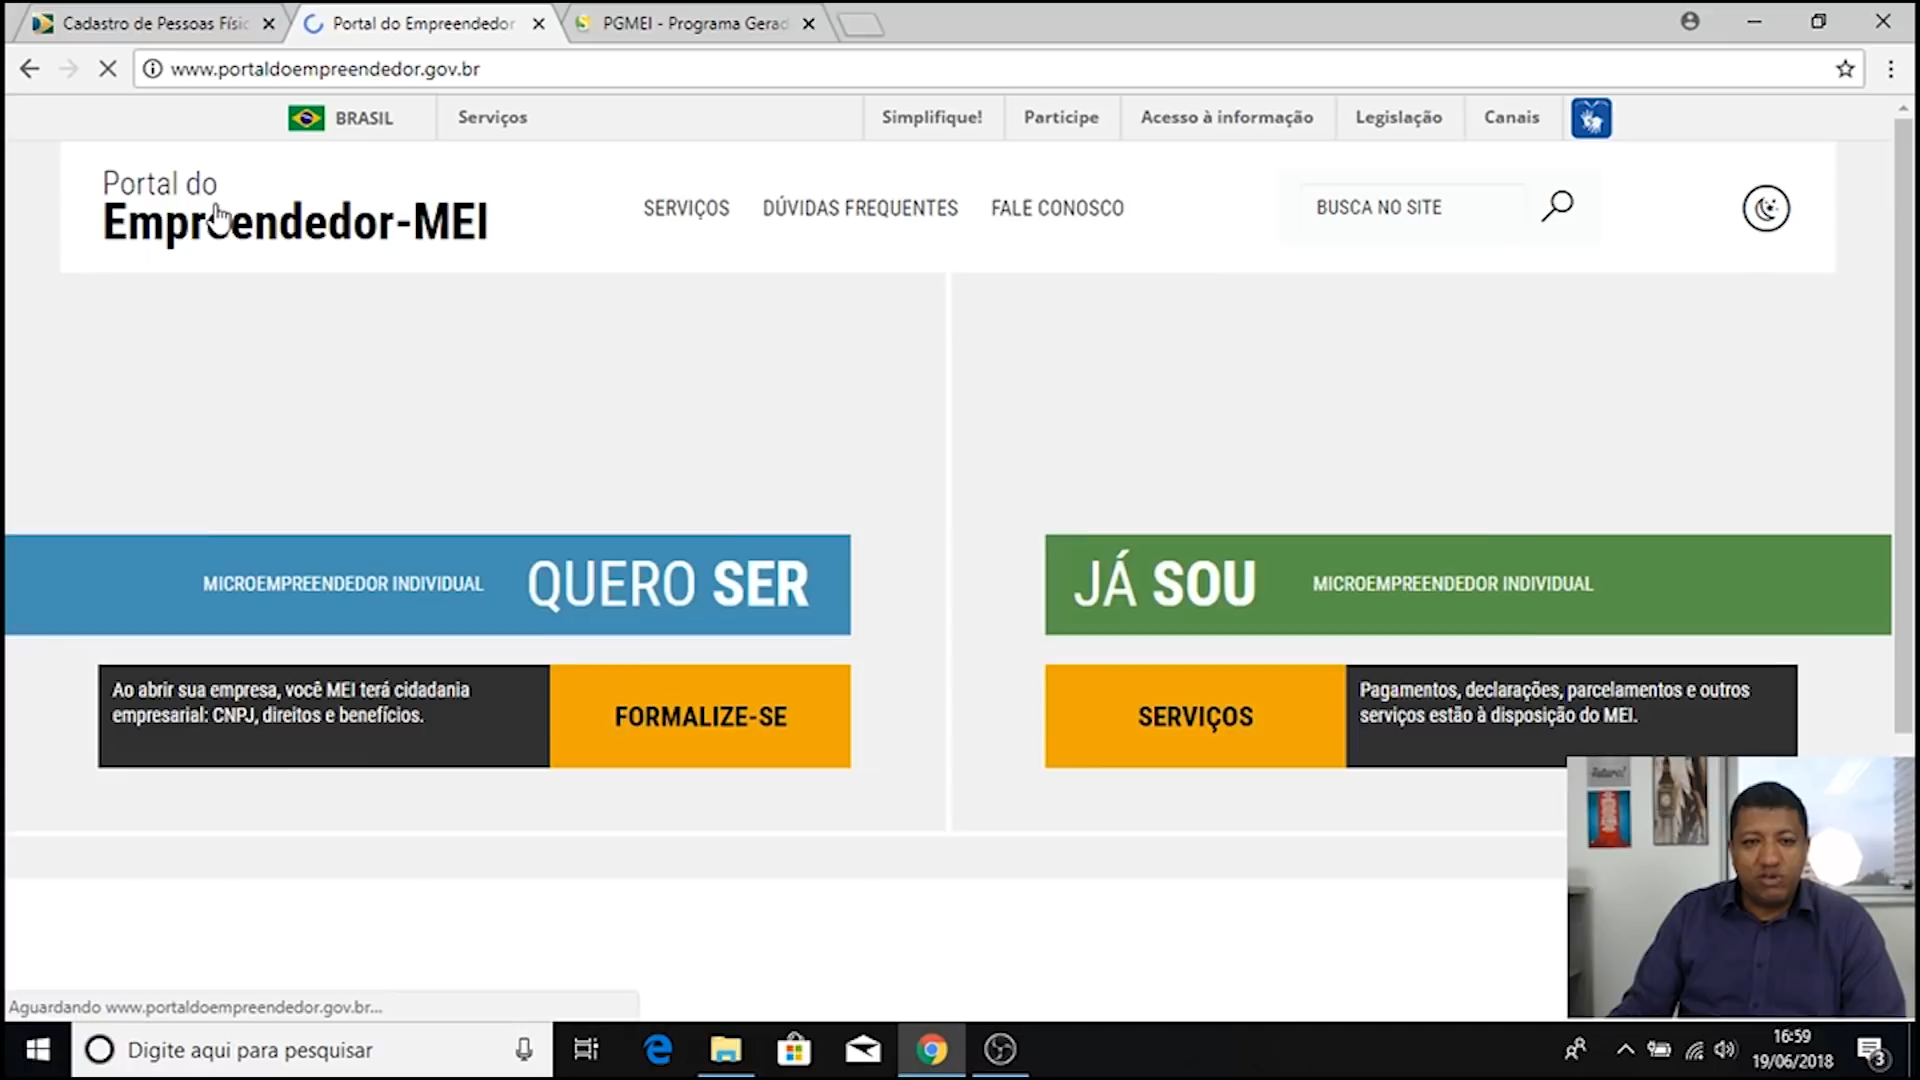 Cadastro de Pessoas Físic
Portal do Empreendedor
PGMEI - Programa Gerad
www.portaldoempreendedor.gov.br
BRASIL
Serviços
Simplifique!
Participe
Acesso à informação
Legislação
Canais
Portal do
Empreendedor-MEI
SERVIÇOS
DÚVIDAS FREQUENTES
FALE CONOSCO
BUSCA NO SITE
MICROEMPREENDEDOR INDIVIDUAL
QUERO SER
JÁ SOU
MICROEMPREENDEDOR INDIVIDUAL
Ao abrir sua empresa, você MEI terá cidadania
empresarial: CNPJ, direitos e benefícios.
FORMALIZE-SE
SERVIÇOS
Pagamentos, declarações, parcelamentos e outros
serviços estão à disposição do MEI.
Aguardando www.portaldoempreendedor.gov.br...
Digite aqui para pesquisar
16:59
19/06/2018
3